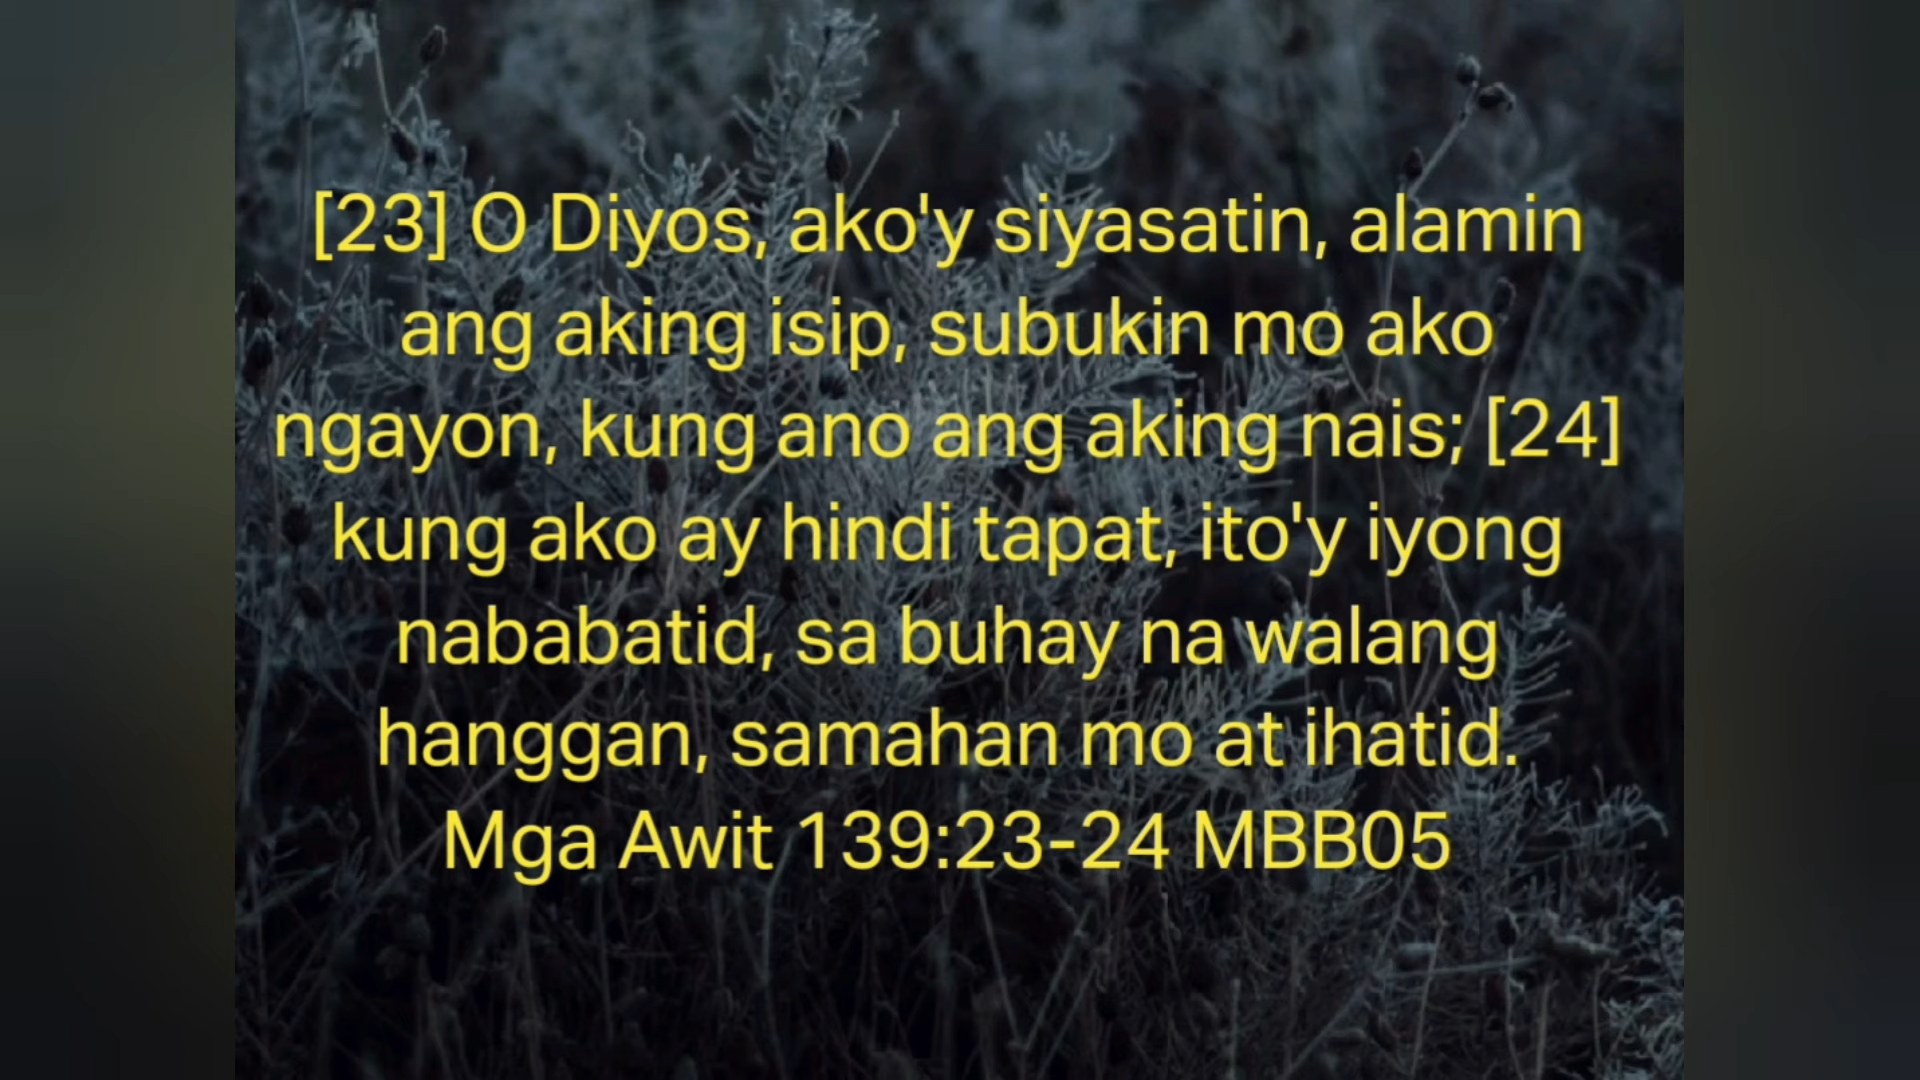 [23] O Diyos, ako'y siyasatin, alamin
ang aking isip, subukin mo ako
ngayon, kung ano ang aking nais; [24]
kung ako ay hindi tapat, ito'y iyong
nababatid, sa buhay na walang
hanggan, samahan mo at ihatid.
Mga Awit 139:23-24 MBB05